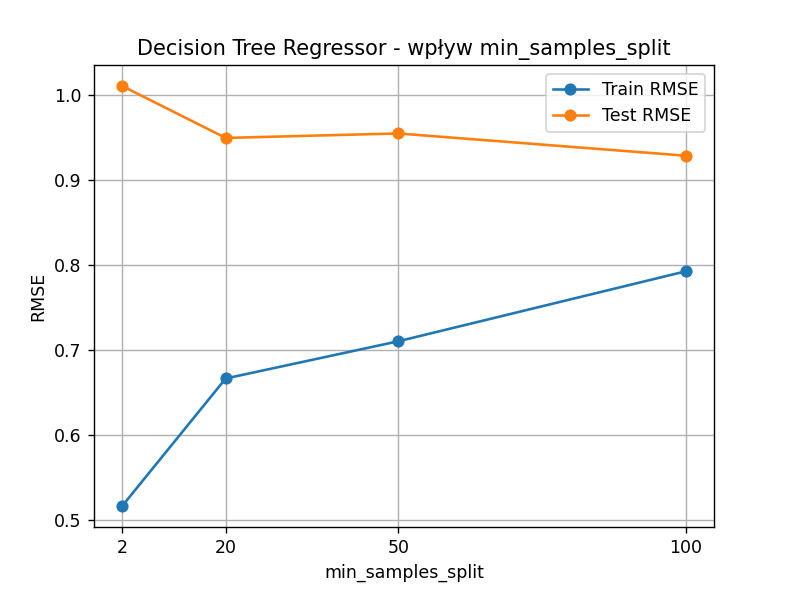 Decision Tree Regressor - wpływ min_samples_split
Train RMSE
Test RMSE
RMSE
1.0
0.9
0.8
0.7
0.6
0.5
2 20 50 100
min_samples_split